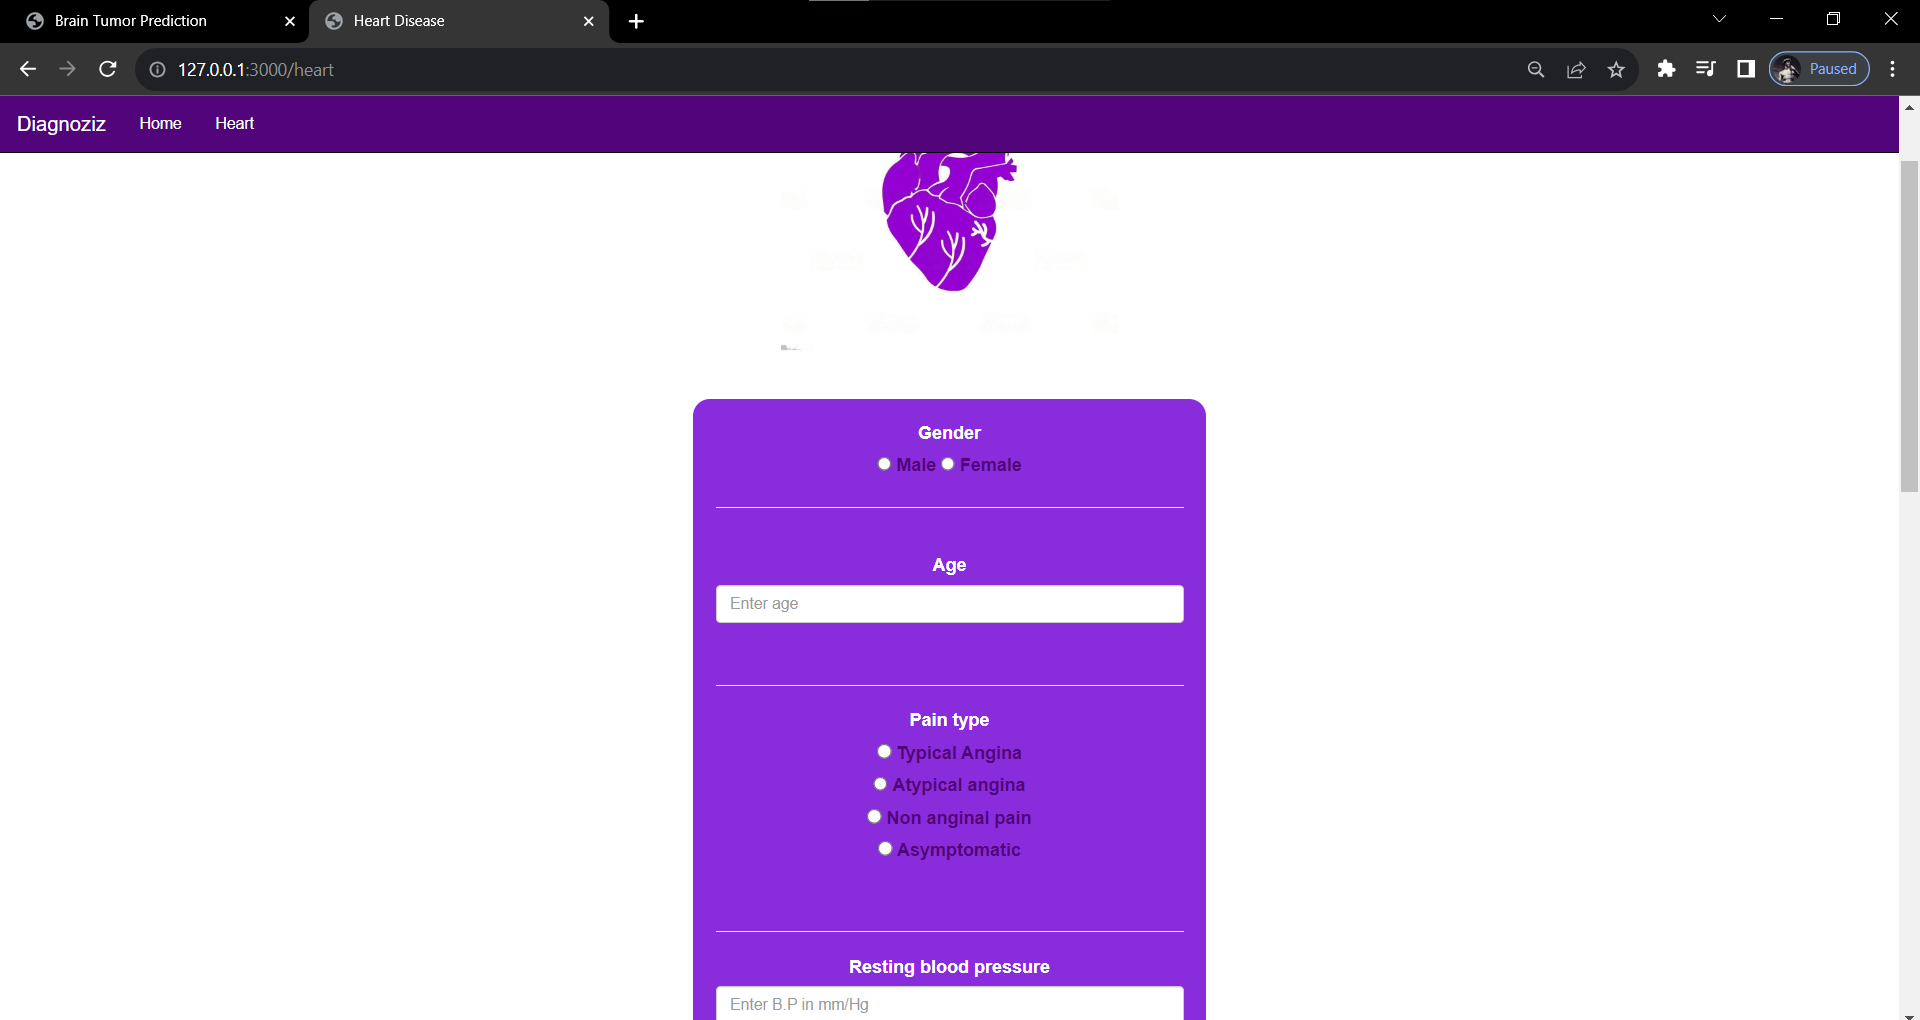 Brain Tumor Prediction
Heart Disease
127.0.0.1:3000/heart
Paused
Diagnoziz Home Heart
Gender
Male Female
Age
Enter age
Pain type
Typical Angina
Atypical angina
Non anginal pain
Asymptomatic
Resting blood pressure
Enter B.P in mm/Hg